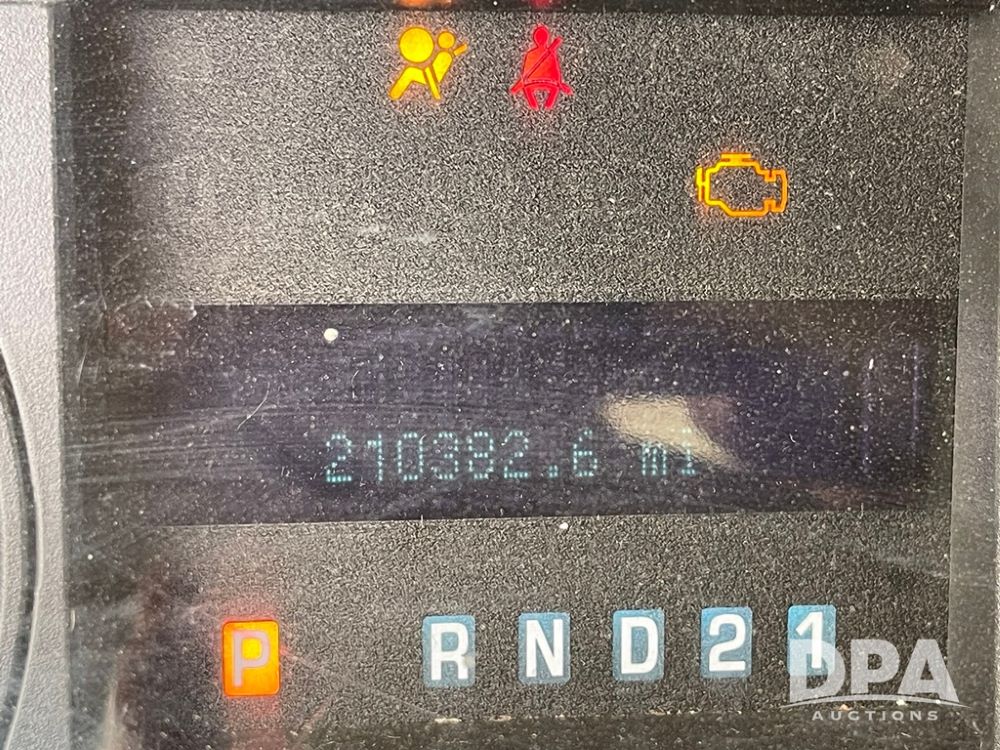 210382.6 mi
P R N D 2 1
DPA
AUCTIONS